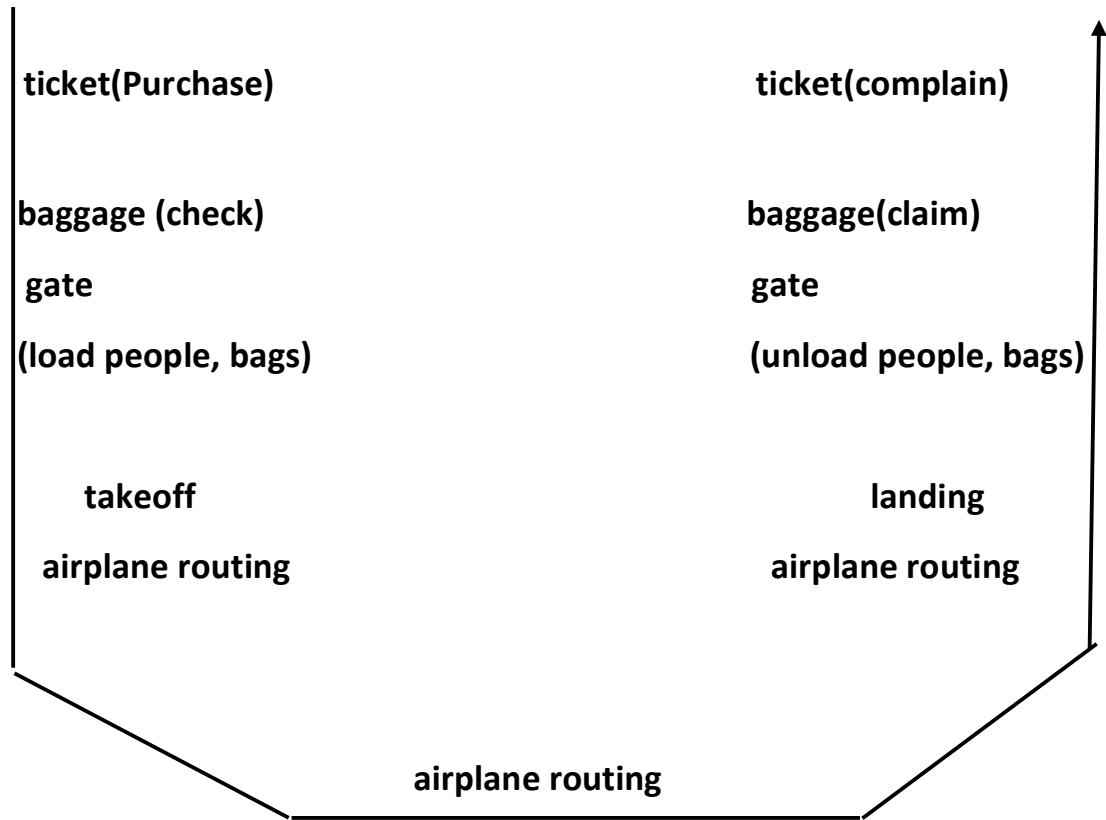 ticket(Purchase)
ticket(complain)
baggage (check)
baggage(claim)
gate
gate
(load people, bags)
(unload people, bags)
takeoff
landing
airplane routing
airplane routing
airplane routing